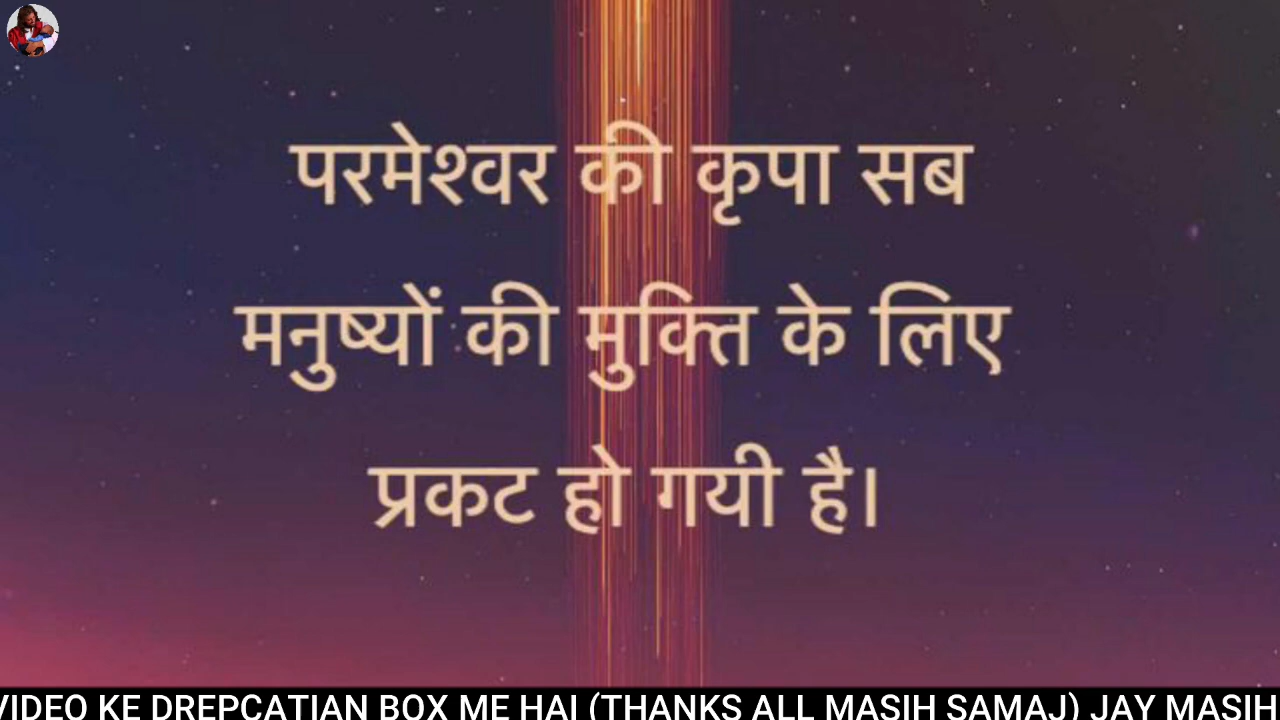 परमेश्वर की कृपा सब
मनुष्यों की मुक्ति के लिए
प्रकट हो गयी है।
VIDEO KE DREPCATIAN BOX ME HAI (THANKS ALL MASIH SAMAJ) JAY MASIH